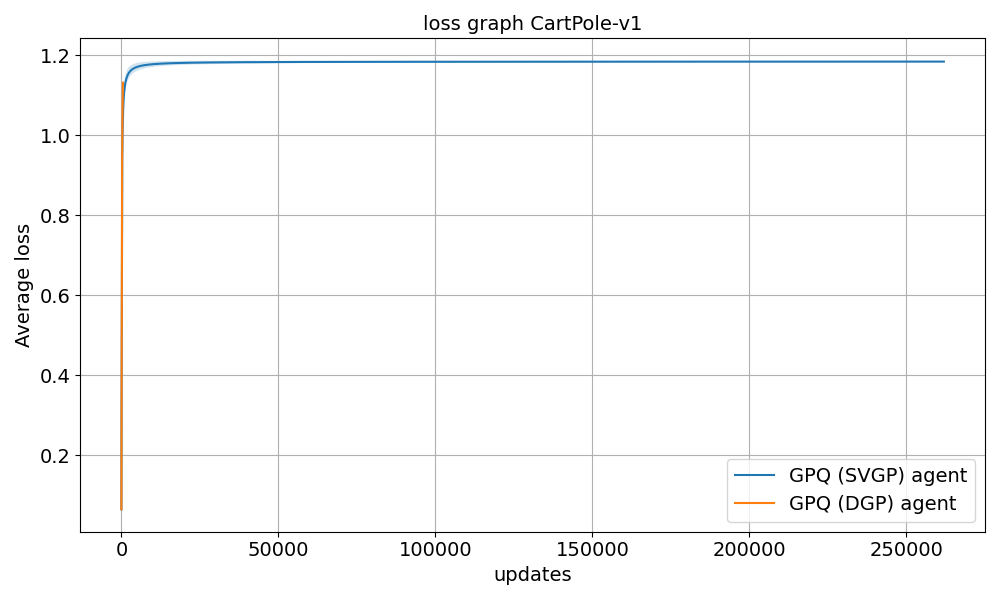 loss graph CartPole-v1
Average loss
1.2
1.0
0.8
0.6
0.4
0.2
GPQ (SVGP) agent
GPQ (DGP) agent
0 50000 100000 150000 200000 250000
updates